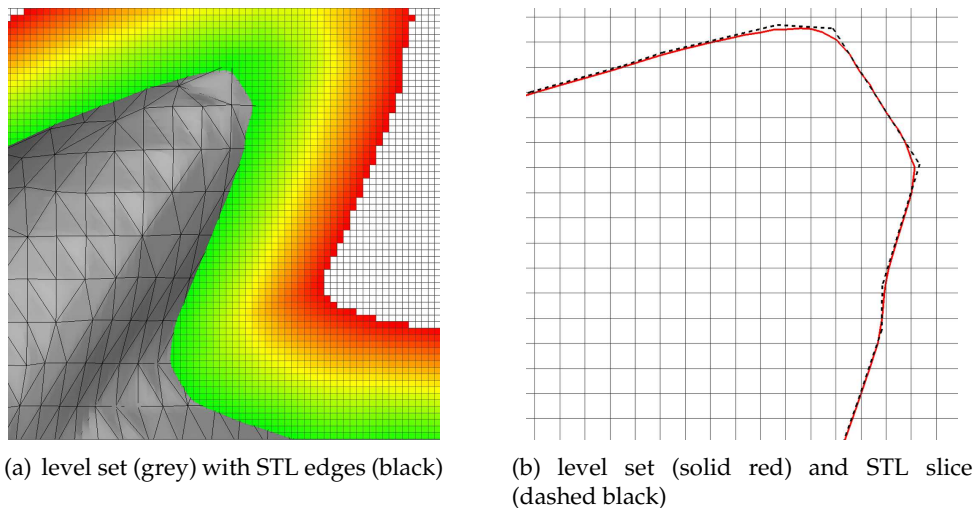 (a) level set (grey) with STL edges (black)
(b) level set (solid red) and STL slice
(dashed black)